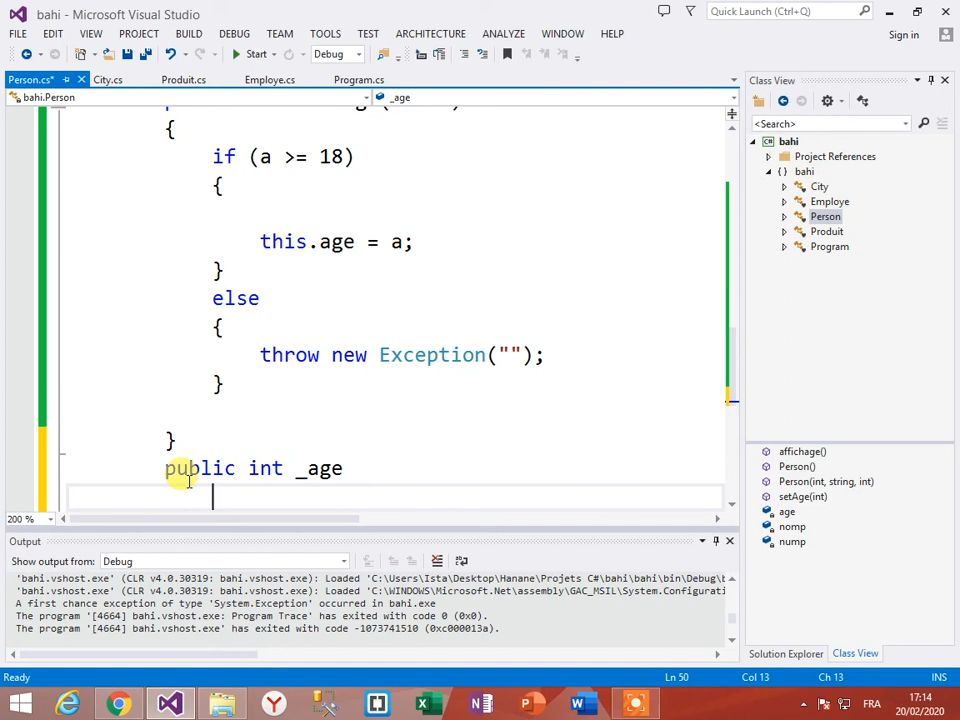 bahi - Microsoft Visual Studio
Quick Launch (Ctrl+Q)
FILE EDIT VIEW PROJECT BUILD DEBUG TEAM TOOLS TEST ARCHITECTURE ANALYZE WINDOW HELP
Sign in
Start Debug
Person.cs* City.cs Produit.cs Employe.cs Program.cs
Class View
bahi.Person _age
<Search>
{
if (a >= 18)
{
this.age = a;
}
else
{
throw new Exception("");
}
}
public int _age
bahi
Project References
bahi
City
Employe
Person
Produit
Program
affichage()
Person()
Person(int, string, int)
setAge(int)
age
nomp
nump
200 %
Output
Show output from: Debug
'bahi.vshost.exe' (CLR v4.0.30319: bahi.vshost.exe): Loaded 'C:\Users\Ista\Desktop\Hanane\Projets C#\bahi\bahi\bin\Debug\b
'bahi.vshost.exe' (CLR v4.0.30319: bahi.vshost.exe): Loaded 'C:\WINDOWS\Microsoft.Net\assembly\GAC_MSIL\System.Configurati
A first chance exception of type 'System.Exception' occurred in bahi.exe
The program '[4664] bahi.vshost.exe: Program Trace' has exited with code 0 (0x0).
The program '[4664] bahi.vshost.exe' has exited with code -1073741510 (0xc000013a).
Solution Explorer Class View
Ready Ln 50 Col 13 Ch 13 INS
FRA
17:14
20/02/2020